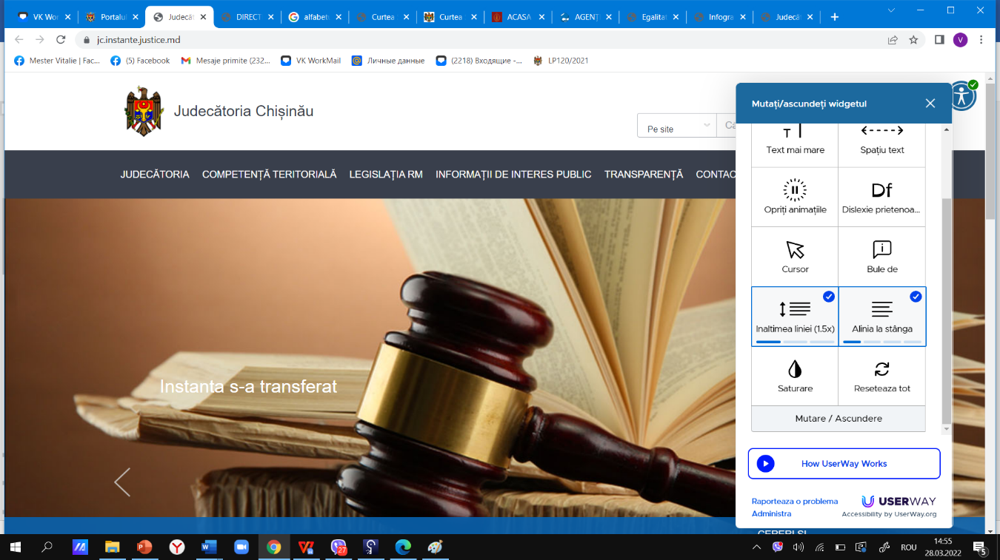 VK Wor
Portalu
Judecăt
DIRECT
alfabetu
Curtea
Curtea
ACASA
AGENȚ
Egalitat
Infogra
Judecăt
jc.instante.justice.md
V
Mester Vitalie | Fac...
(5) Facebook
Mesaje primite (232...
VK WorkMail
Личные данные
(2218) Входящие -...
LP120/2021
Judecătoria Chișinău
Pe site
Că
JUDECĂTORIA
COMPETENȚĂ TERITORIALĂ
LEGISLAȚIA RM
INFORMAȚII DE INTERES PUBLIC
TRANSPARENȚĂ
CONTAC
Instanta s-a transferat
Mutați/ascundeți widgetul
Text mai mare
Spațiu text
Opriți animațiile
Df
Dislexie prietenoa...
Cursor
Bule de
Inaltimea liniei (1.5x)
Alinia la stânga
Saturare
Reseteaza tot
Mutare / Ascundere
How UserWay Works
Raporteaza o problema
Administra
USERWAY
Accessibility by UserWay.org
CERERI ȘI
27
ROU
14:55
28.03.2022
5